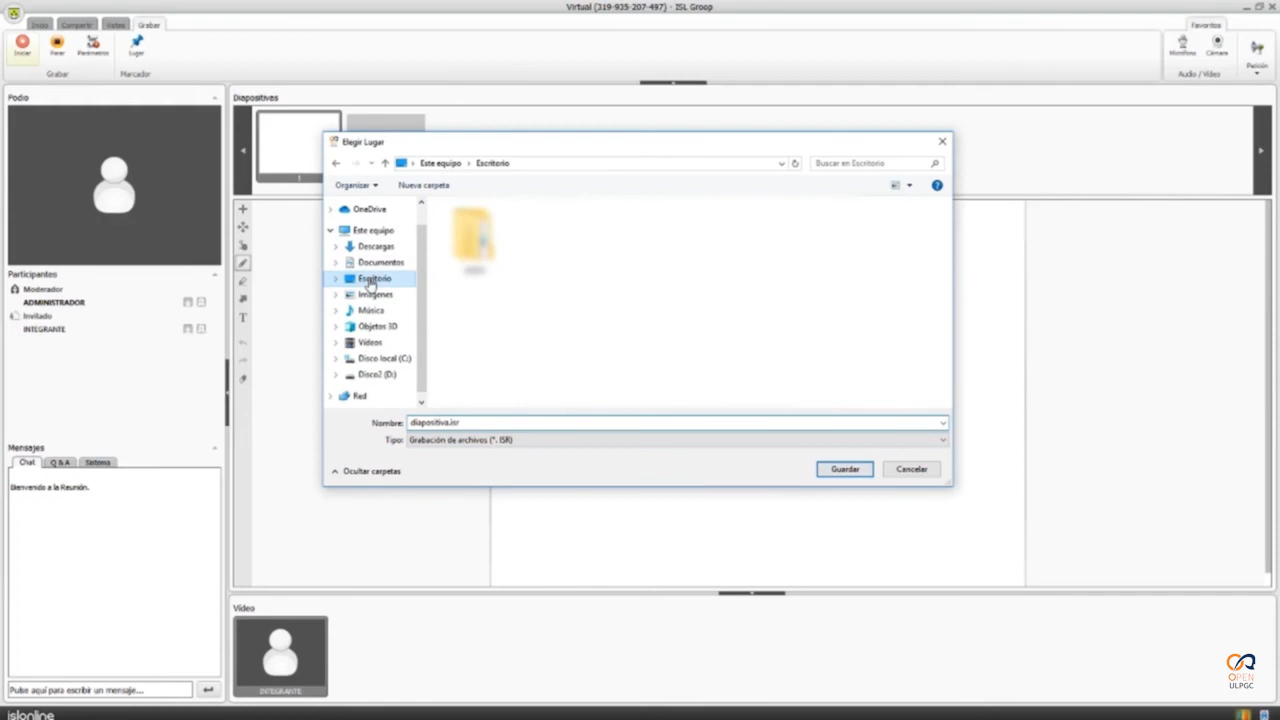 Virtual (319-935-207-497) - ISL Groop
Inicio Compartir Vistas Grabar
Favoritos
Iniciar Parar Parámetros Lugar
Micrófono Cámara Petición
Grabar Marcador
Audio / Vídeo
Podio
Diapositivas
1
Elegir Lugar
Este equipo > Escritorio
Buscar en Escritorio
Organizar
Nueva carpeta
OneDrive
Este equipo
Descargas
Documentos
Escritorio
Imágenes
Música
Objetos 3D
Vídeos
Disco local (C:)
Disco2 (D:)
Red
Nombre: diapositiva.isr
Tipo: Grabación de archivos (*. ISR)
Ocultar carpetas
Guardar
Cancelar
Participantes
Moderador
ADMINISTRADOR
Invitado
INTEGRANTE
T
Mensajes
Chat Q & A Sistema
Bienvenido a la Reunión.
Pulse aquí para escribir un mensaje...
Vídeo
INTEGRANTE
OPEN
ULPGC
islonline